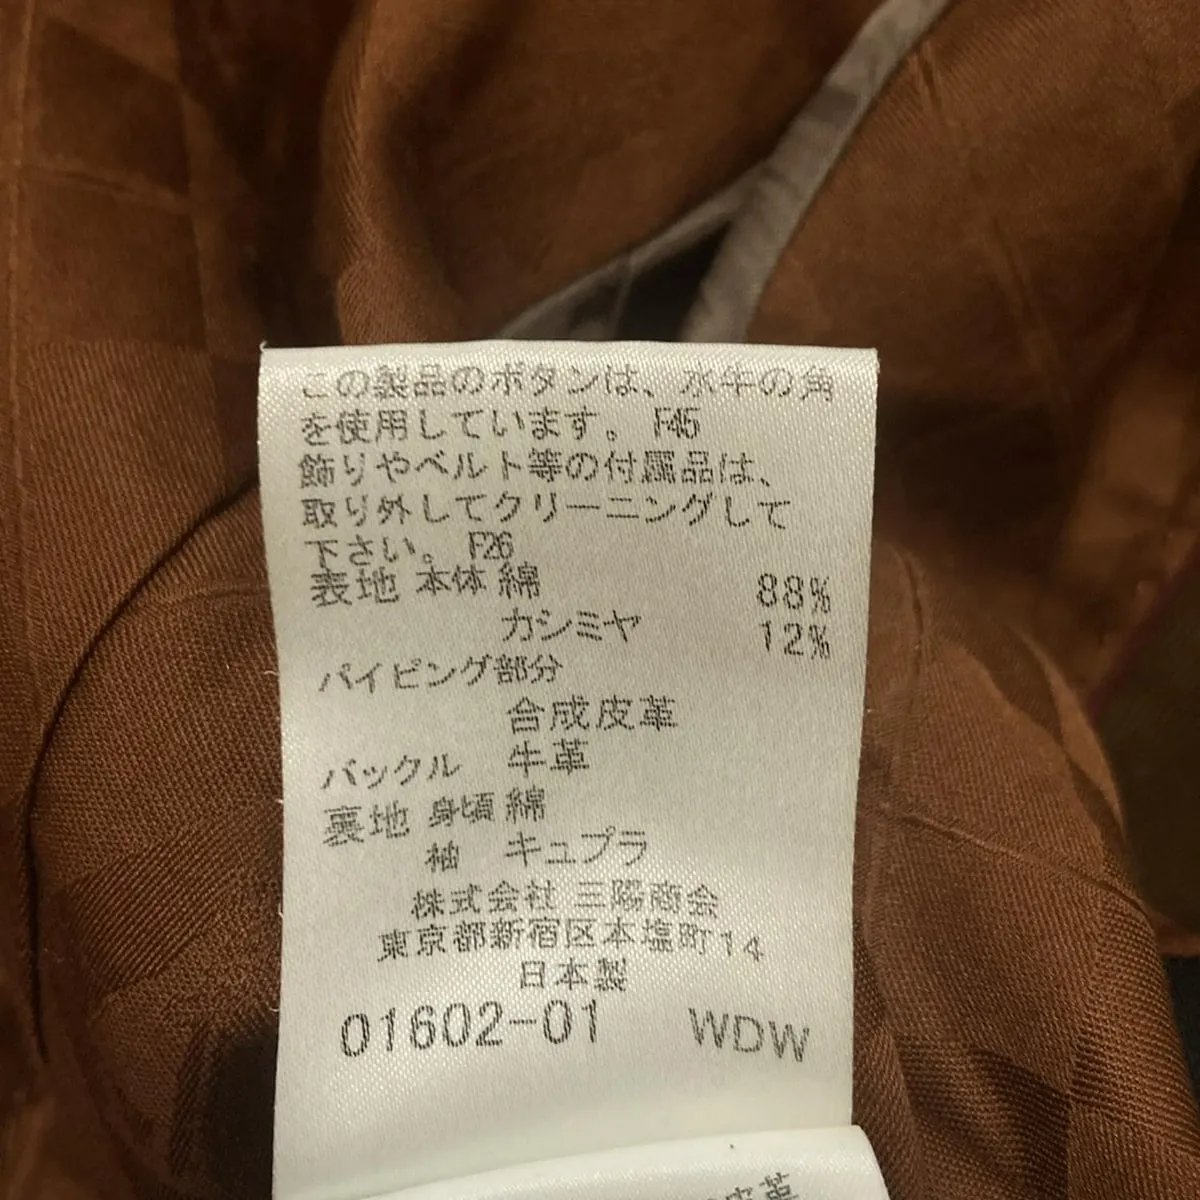 この製品のボタンは、水牛の角
を使用しています。 F45
飾りやベルト等の付属品は、
取り外してクリーニングして
下さい。 F26
表地 本体 綿 88%
カシミヤ 12%
パイピング部分
合成皮革
バックル 牛革
裏地 身頃 綿
袖 キュプラ
株式会社 三陽商会
東京都新宿区本塩町14
日本製
01602-01 WDW
皮革